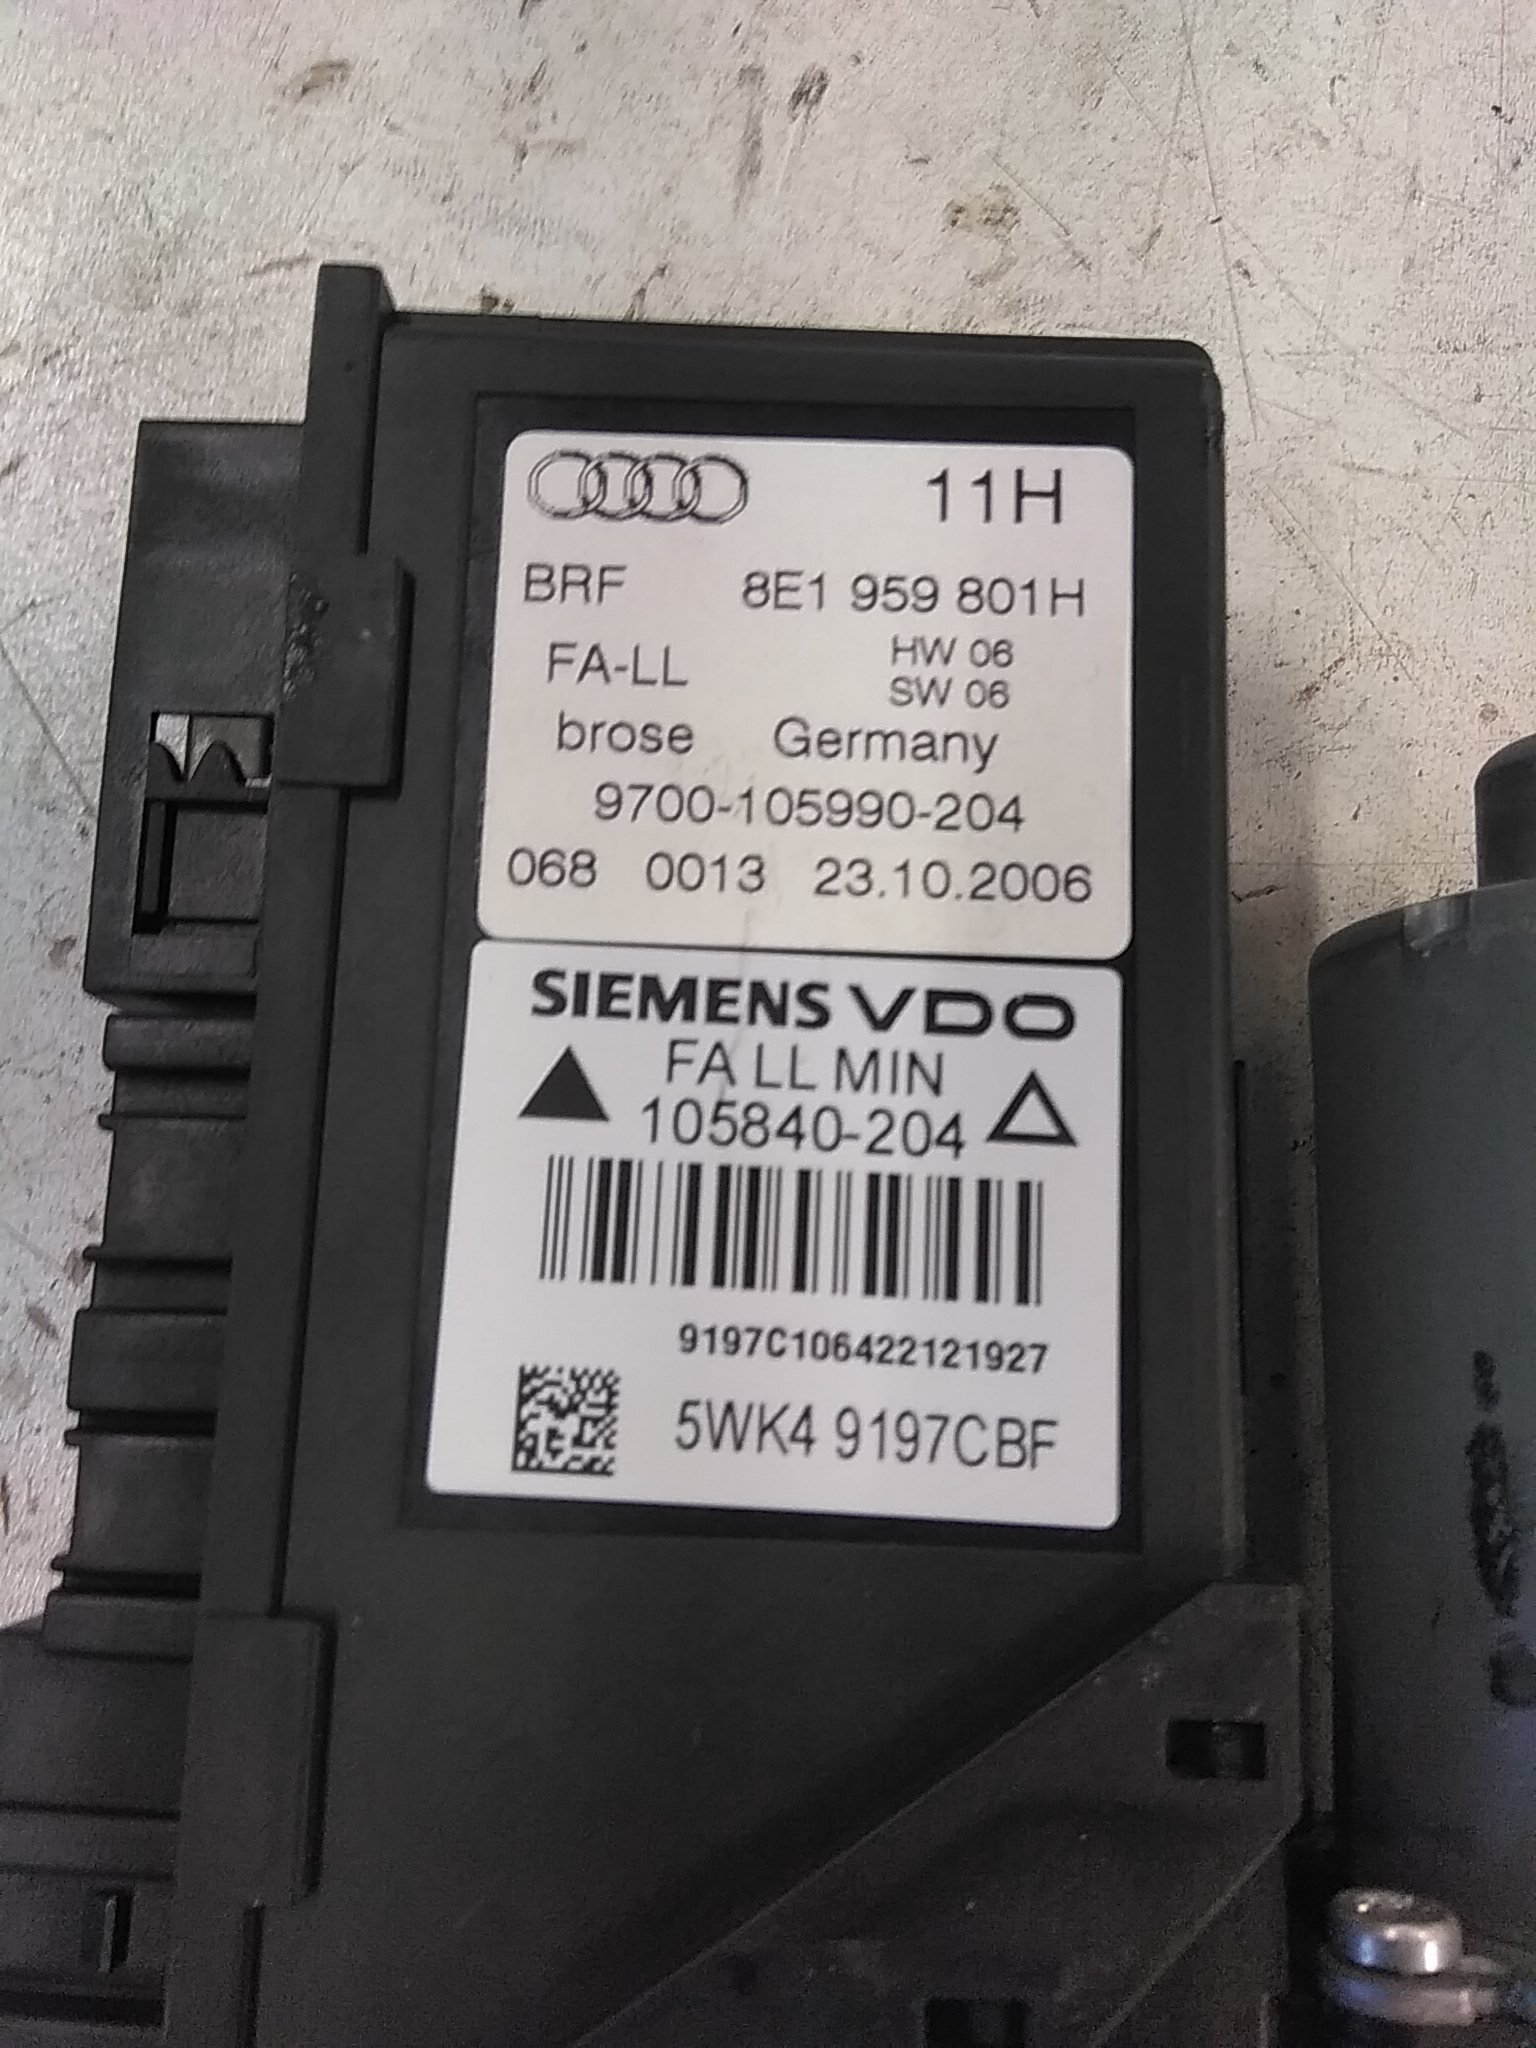 11H
BRF 8E1 959 801H
FA-LL HW 06
SW 06
brose Germany
9700-105990-204
068 0013 23.10.2006
SIEMENS VDO
FA LL MIN
105840-204
9197C106422121927
5WK4 9197CBF